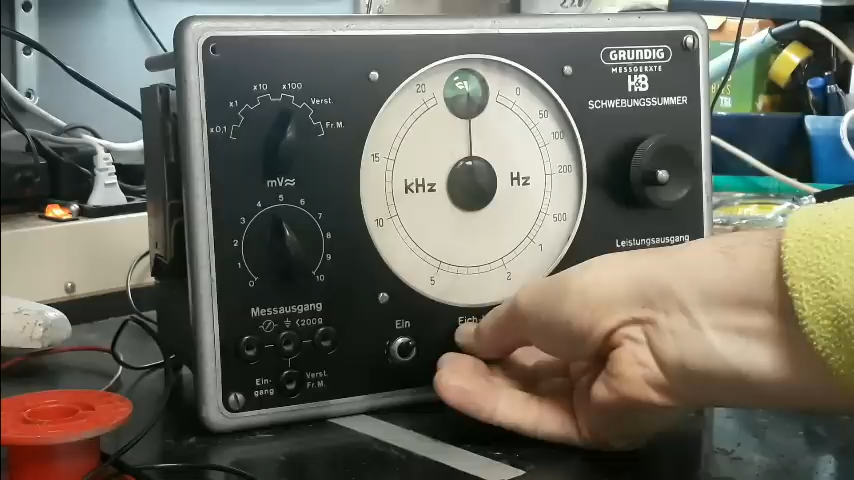 GRUNDIG
MESSGERÄTE
SCHWEBUNGSSUMMER
x0,1 x1 x10 x100 Verst. Fr. M.
mV
0 1 2 3 4 5 6 7 8 9 10
20 0 50 100 200 500 1 2 5 10 15
kHz Hz
Leistungsausgang
Messausgang
<200Ω
Ein
Eich
Ein-
gang
Verst.
Fr. M.